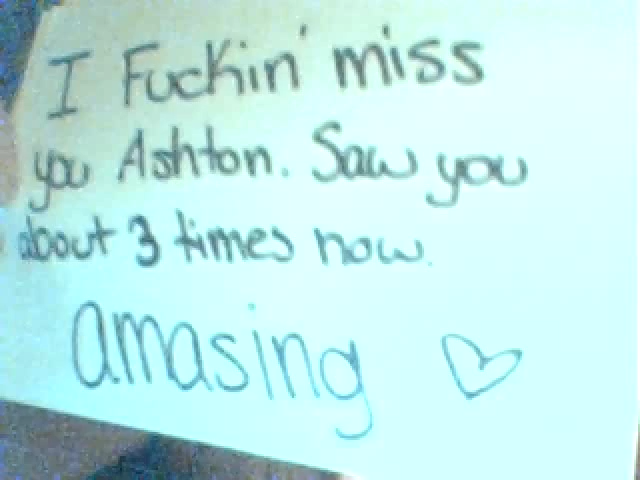 I Fuckin' miss
you Ashton. Saw you
about 3 times now.
amasing ♡